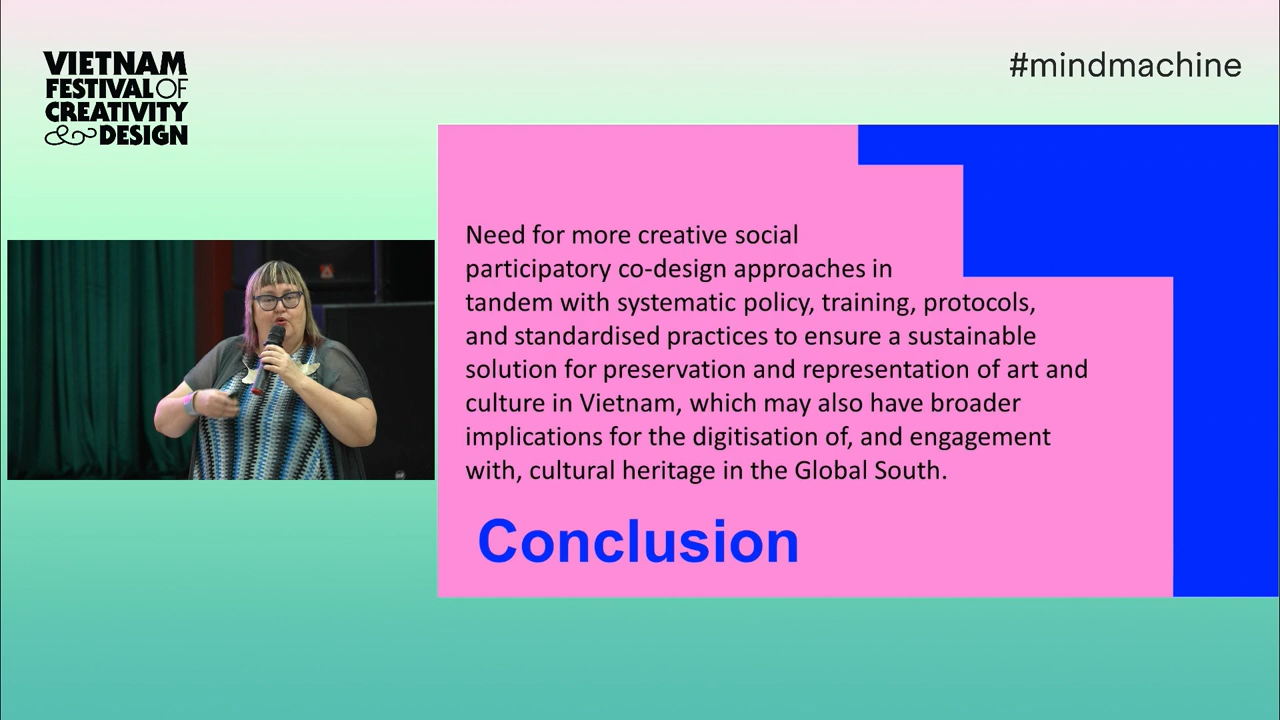 VIETNAM
FESTIVAL OF
CREATIVITY
& DESIGN
#mindmachine
Need for more creative social
participatory co-design approaches in
tandem with systematic policy, training, protocols,
and standardised practices to ensure a sustainable
solution for preservation and representation of art and
culture in Vietnam, which may also have broader
implications for the digitisation of, and engagement
with, cultural heritage in the Global South.
Conclusion